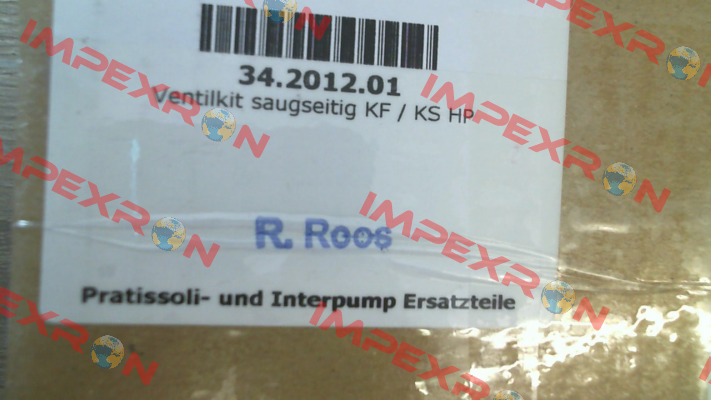 34.2012.01
Ventilkit saugseitig KF / KS HP
R. Roos
Pratissoli- und Interpump Ersatzteile
IMPEXRON
IMPEXRON
IMPEXRON
IMPEXRON
IMPEXRON
IMPEXRON